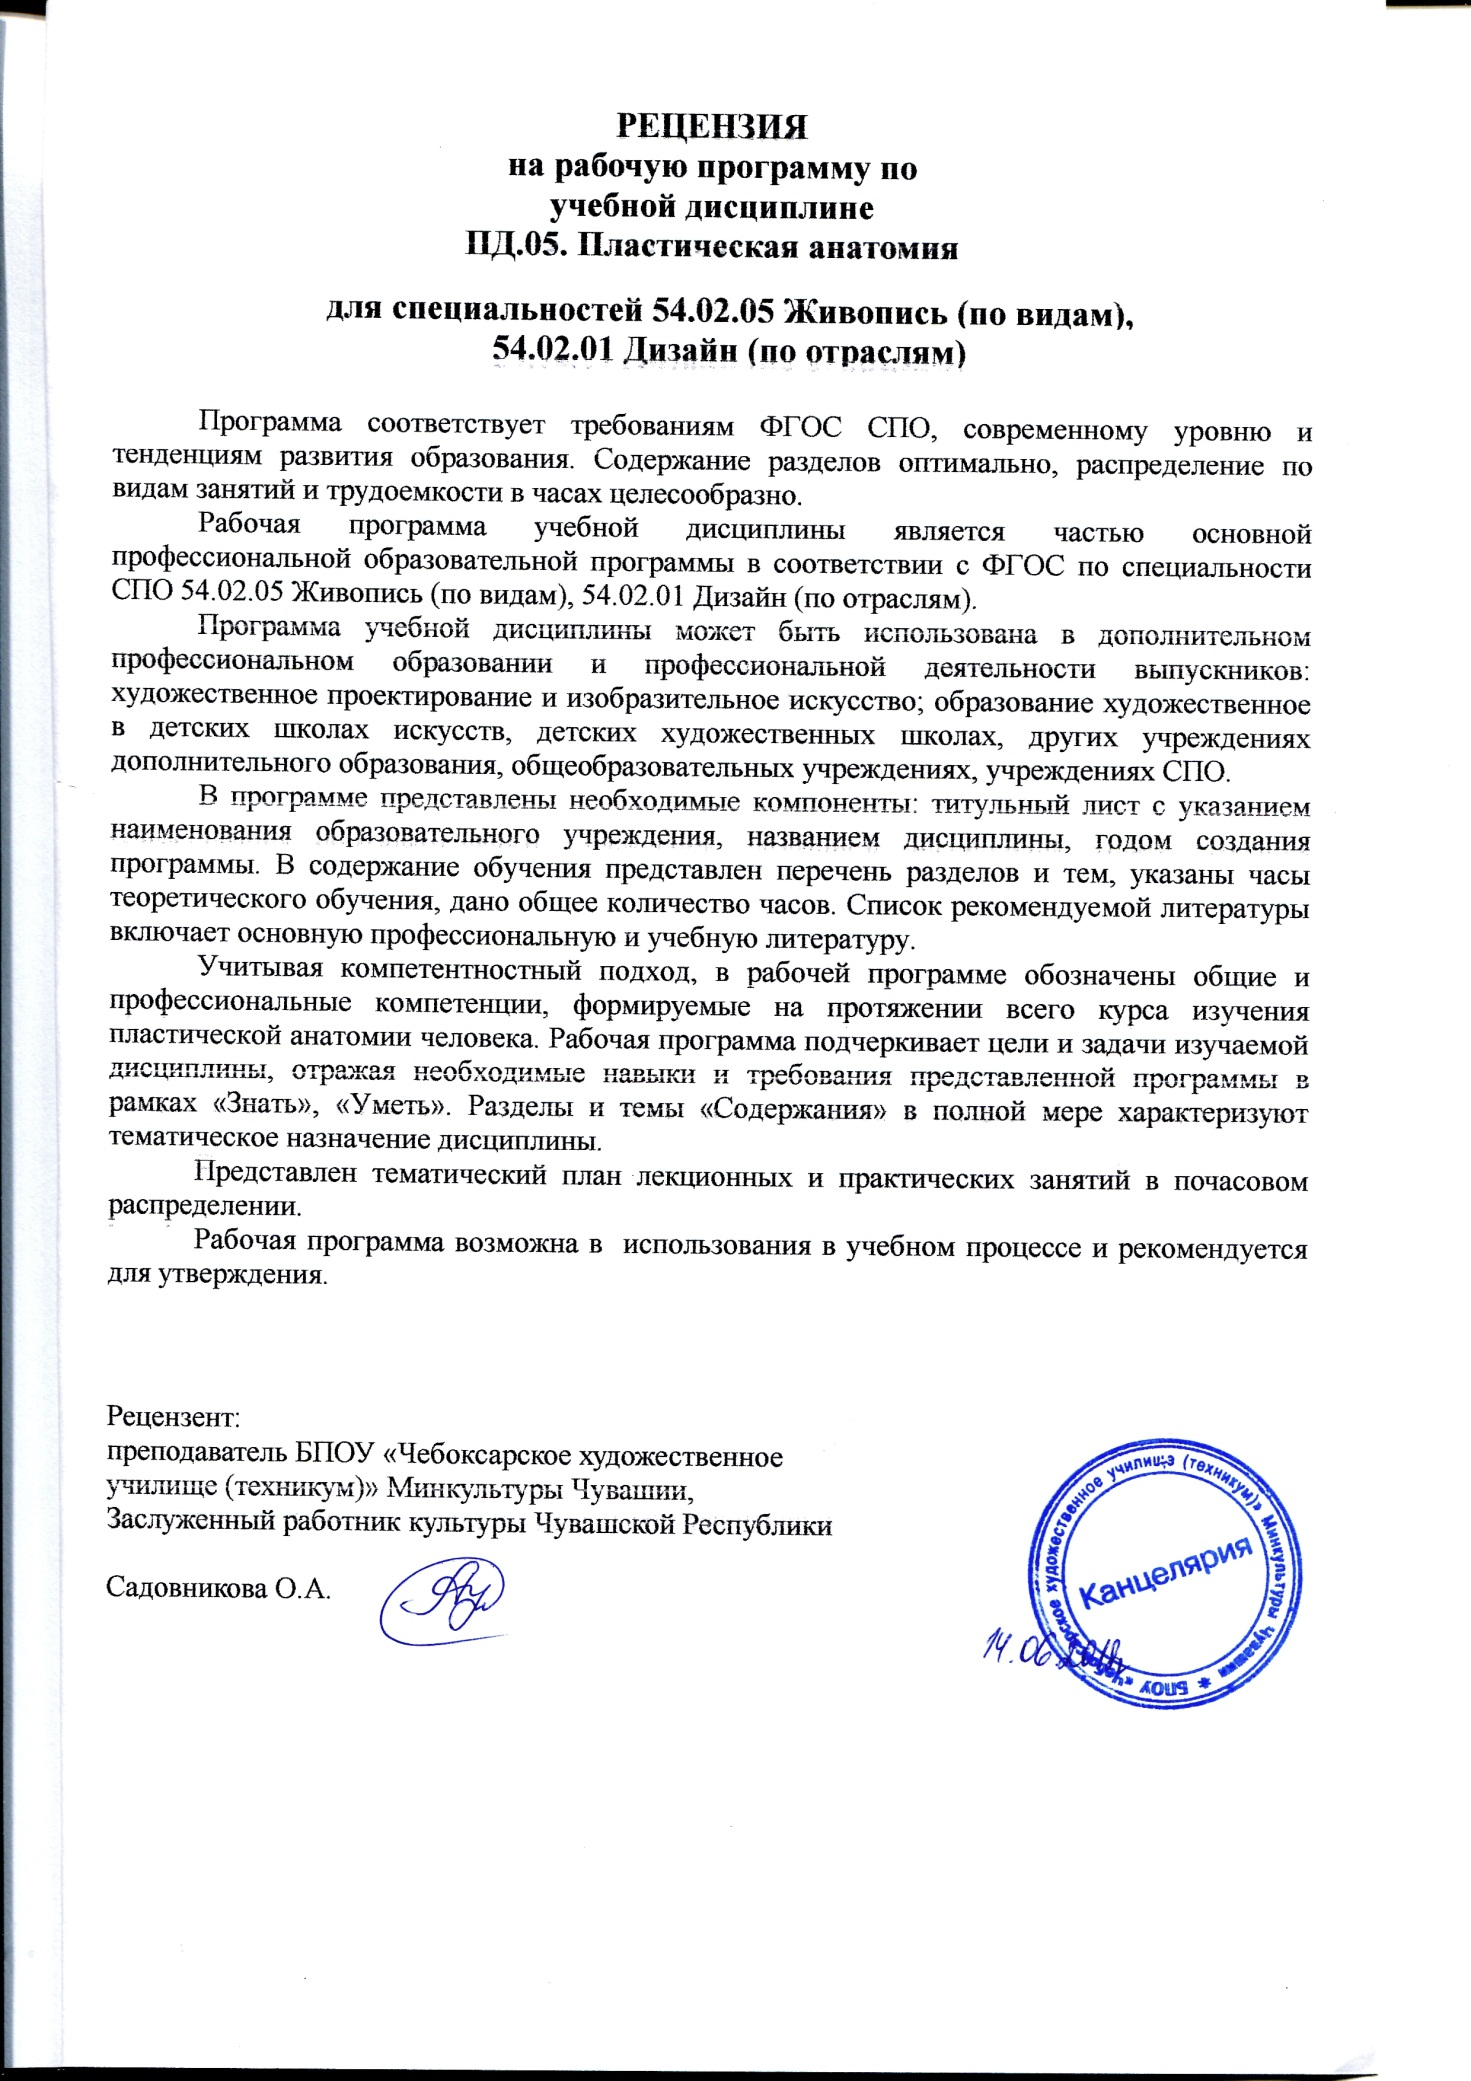 РЕЦЕНЗИЯ
на рабочую программу по
учебной дисциплине
ПД.05. Пластическая анатомия
для специальностей 54.02.05 Живопись (по видам),
54.02.01 Дизайн (по отраслям)
Программа соответствует требованиям ФГОС СПО, современному уровню и
тенденциям развития образования. Содержание разделов оптимально, распределение по
видам занятий и трудоемкости в часах целесообразно.
Рабочая программа учебной дисциплины является частью основной
профессиональной образовательной программы в соответствии с ФГОС по специальности
СПО 54.02.05 Живопись (по видам), 54.02.01 Дизайн (по отраслям).
Программа учебной дисциплины может быть использована в дополнительном
профессиональном образовании и профессиональной деятельности выпускников:
художественное проектирование и изобразительное искусство; образование художественное
в детских школах искусств, детских художественных школах, других учреждениях
дополнительного образования, общеобразовательных учреждениях, учреждениях СПО.
В программе представлены необходимые компоненты: титульный лист с указанием
наименования образовательного учреждения, названием дисциплины, годом создания
программы. В содержание обучения представлен перечень разделов и тем, указаны часы
теоретического обучения, дано общее количество часов. Список рекомендуемой литературы
включает основную профессиональную и учебную литературу.
Учитывая компетентностный подход, в рабочей программе обозначены общие и
профессиональные компетенции, формируемые на протяжении всего курса изучения
пластической анатомии человека. Рабочая программа подчеркивает цели и задачи изучаемой
дисциплины, отражая необходимые навыки и требования представленной программы в
рамках «Знать», «Уметь». Разделы и темы «Содержания» в полной мере характеризуют
тематическое назначение дисциплины.
Представлен тематический план лекционных и практических занятий в почасовом
распределении.
Рабочая программа возможна в использования в учебном процессе и рекомендуется
для утверждения.
Рецензент:
преподаватель БПОУ «Чебоксарское художественное
училище (техникум)» Минкультуры Чувашии,
Заслуженный работник культуры Чувашской Республики
Садовникова О.А.
БПОУ «Чебоксарское художественное училище (техникум)» Минкультуры Чувашии *
Канцелярия
14.06.